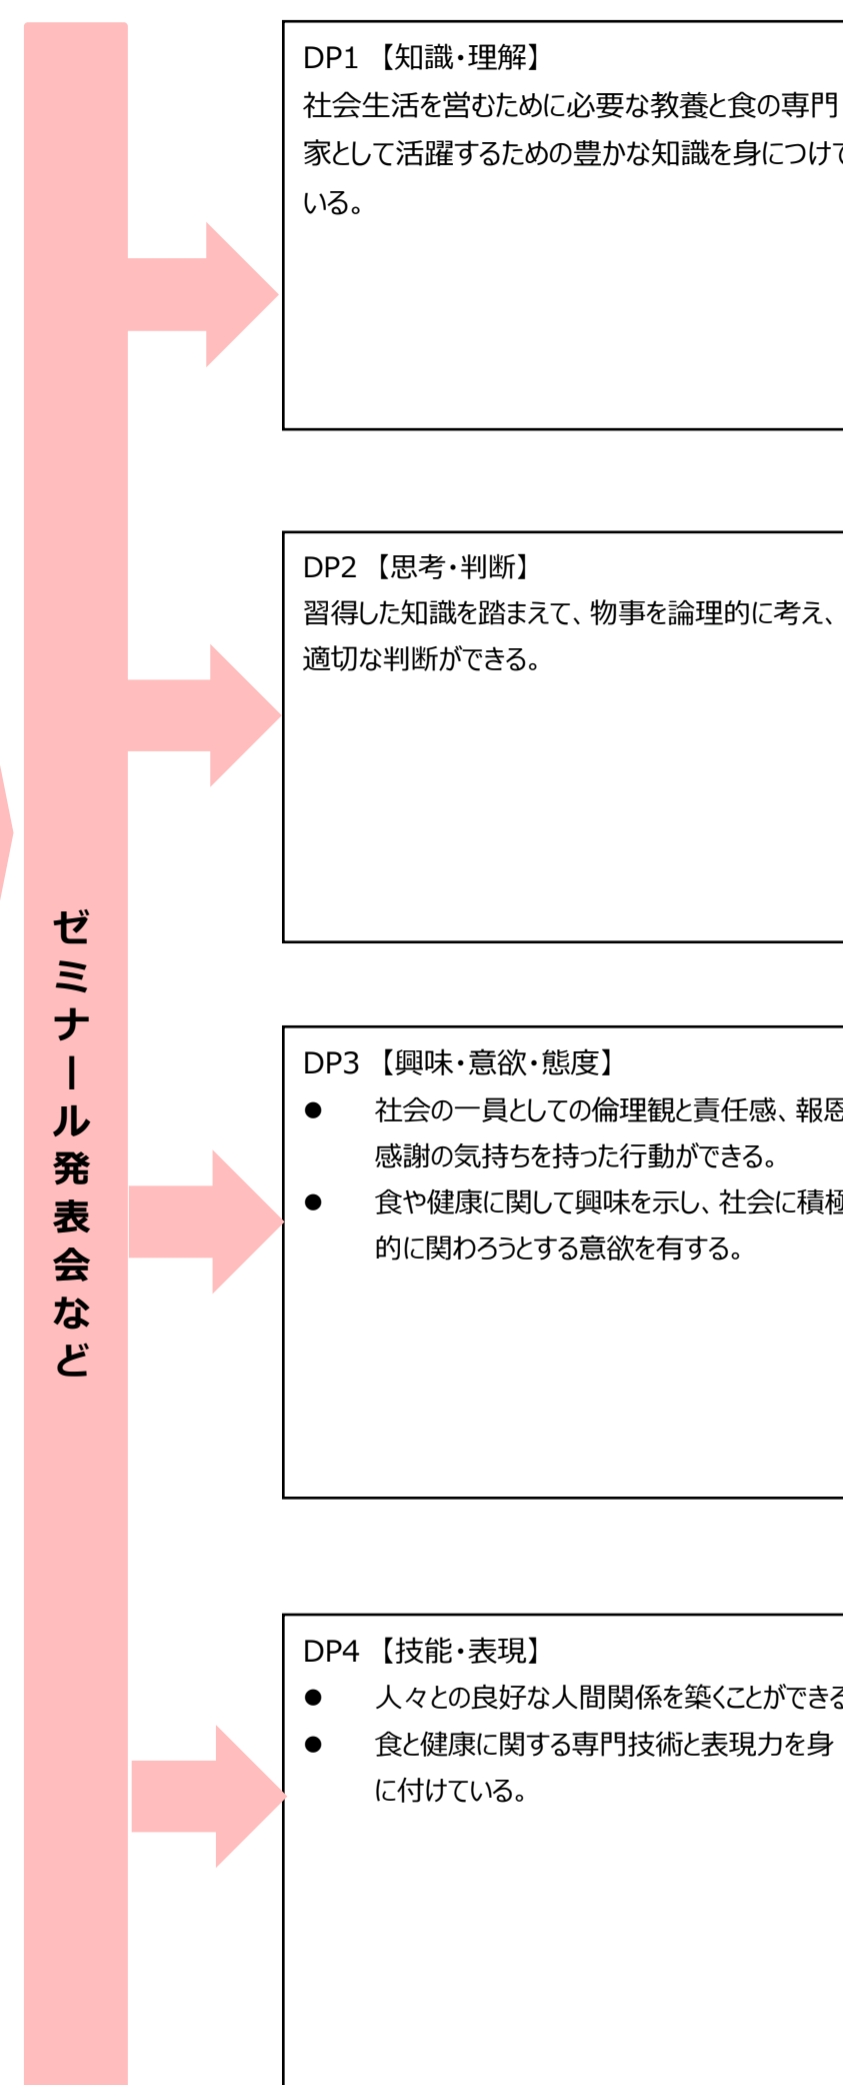 ゼミナール発表会など
DP1 【知識・理解】
社会生活を営むために必要な教養と食の専門
家として活躍するための豊かな知識を身につけて
いる。
DP2 【思考・判断】
習得した知識を踏まえて、物事を論理的に考え、
適切な判断ができる。
DP3 【興味・意欲・態度】
● 社会の一員としての倫理観と責任感、報恩
感謝の気持ちを持った行動ができる。
● 食や健康に関して興味を示し、社会に積極
的に関わろうとする意欲を有する。
DP4 【技能・表現】
● 人々との良好な人間関係を築くことができる
● 食と健康に関する専門技術と表現力を身
に付けている。